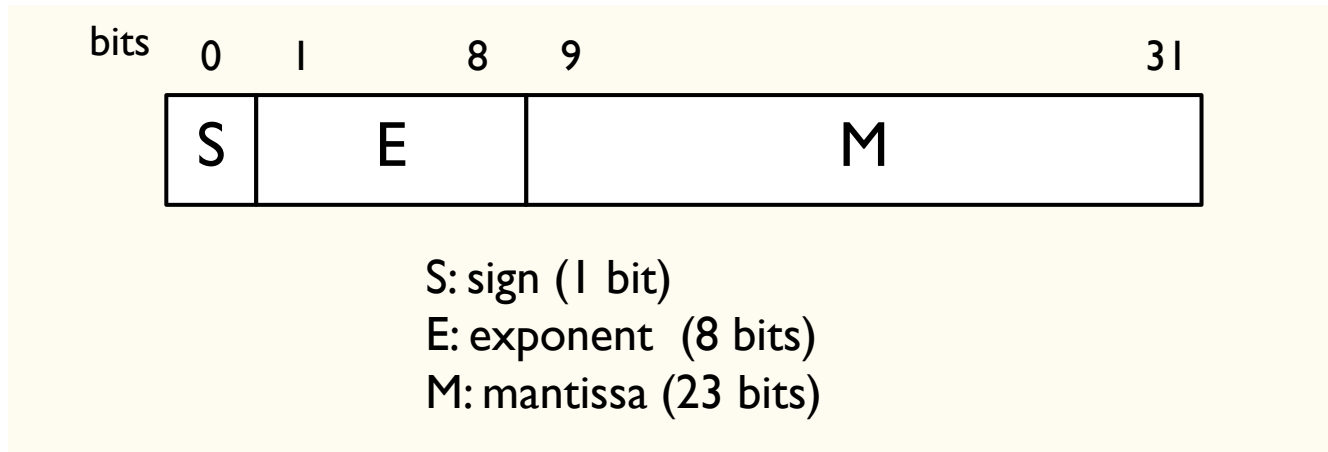 bits 0 1 8 9 31
S E M
S: sign (1 bit)
E: exponent (8 bits)
M: mantissa (23 bits)